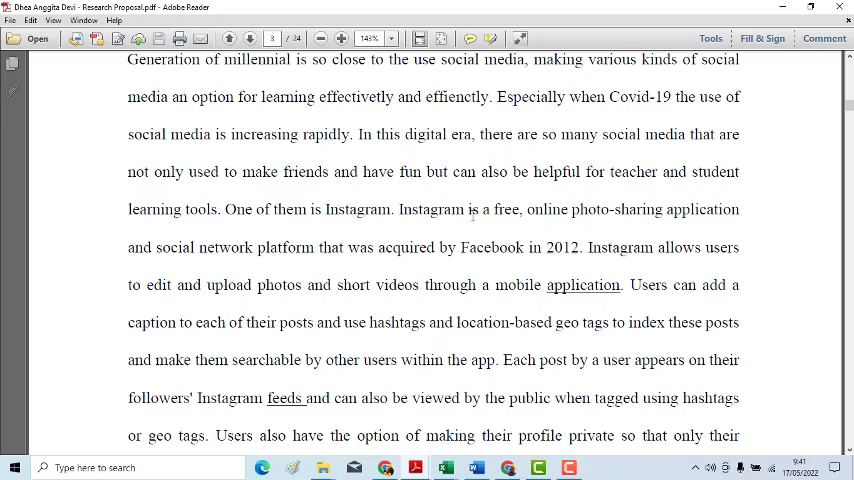 Dhea Anggita Devi - Research Proposal.pdf - Adobe Reader
File Edit View Window Help
Open 3 / 24 143% Tools Fill & Sign Comment
Generation of millennial is so close to the use social media, making various kinds of social
media an option for learning effectivetly and effienctly. Especially when Covid-19 the use of
social media is increasing rapidly. In this digital era, there are so many social media that are
not only used to make friends and have fun but can also be helpful for teacher and student
learning tools. One of them is Instagram. Instagram is a free, online photo-sharing application
and social network platform that was acquired by Facebook in 2012. Instagram allows users
to edit and upload photos and short videos through a mobile application. Users can add a
caption to each of their posts and use hashtags and location-based geo tags to index these posts
and make them searchable by other users within the app. Each post by a user appears on their
followers' Instagram feeds and can also be viewed by the public when tagged using hashtags
or geo tags. Users also have the option of making their profile private so that only their
Type here to search
9:41
17/05/2022